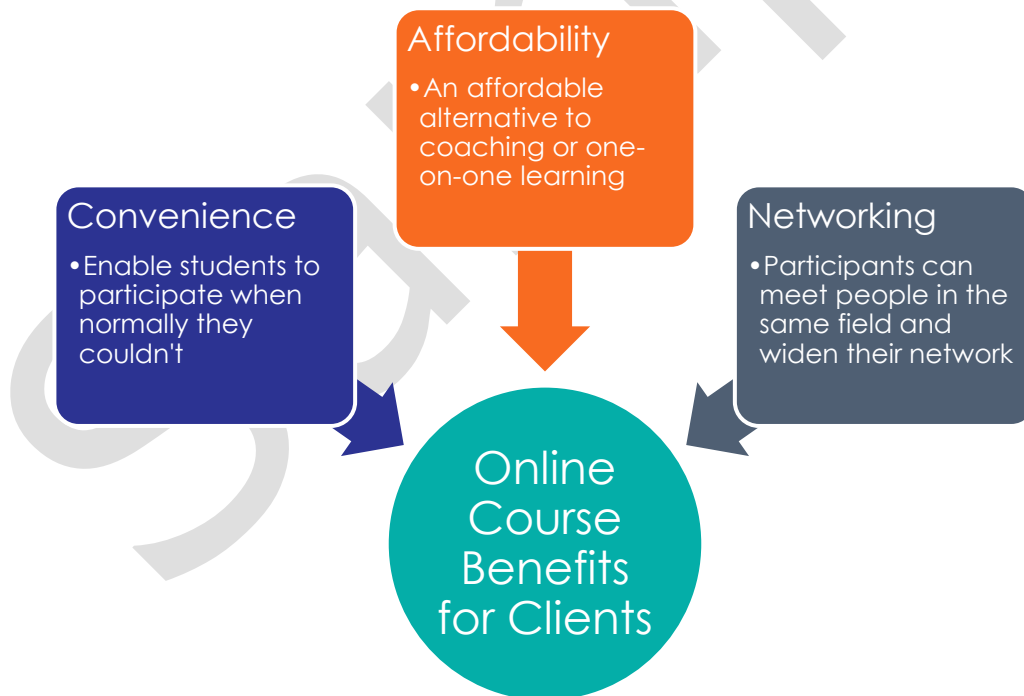 Affordability
•An affordable
alternative to
coaching or one-
on-one learning
Convenience
•Enable students to
participate when
normally they
couldn't
Networking
•Participants can
meet people in the
same field and
widen their network
Online
Course
Benefits
for Clients